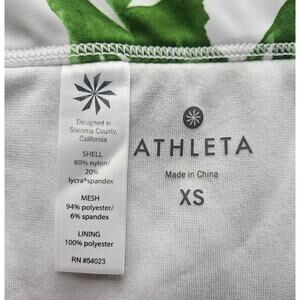 Designed in
Sonoma County,
California
SHELL
80% nylon/
20%
lycra® spandex
MESH
94% polyester/
6% spandex
LINING
100% polyester
RN #54023
ATHLETA
Made in China
XS